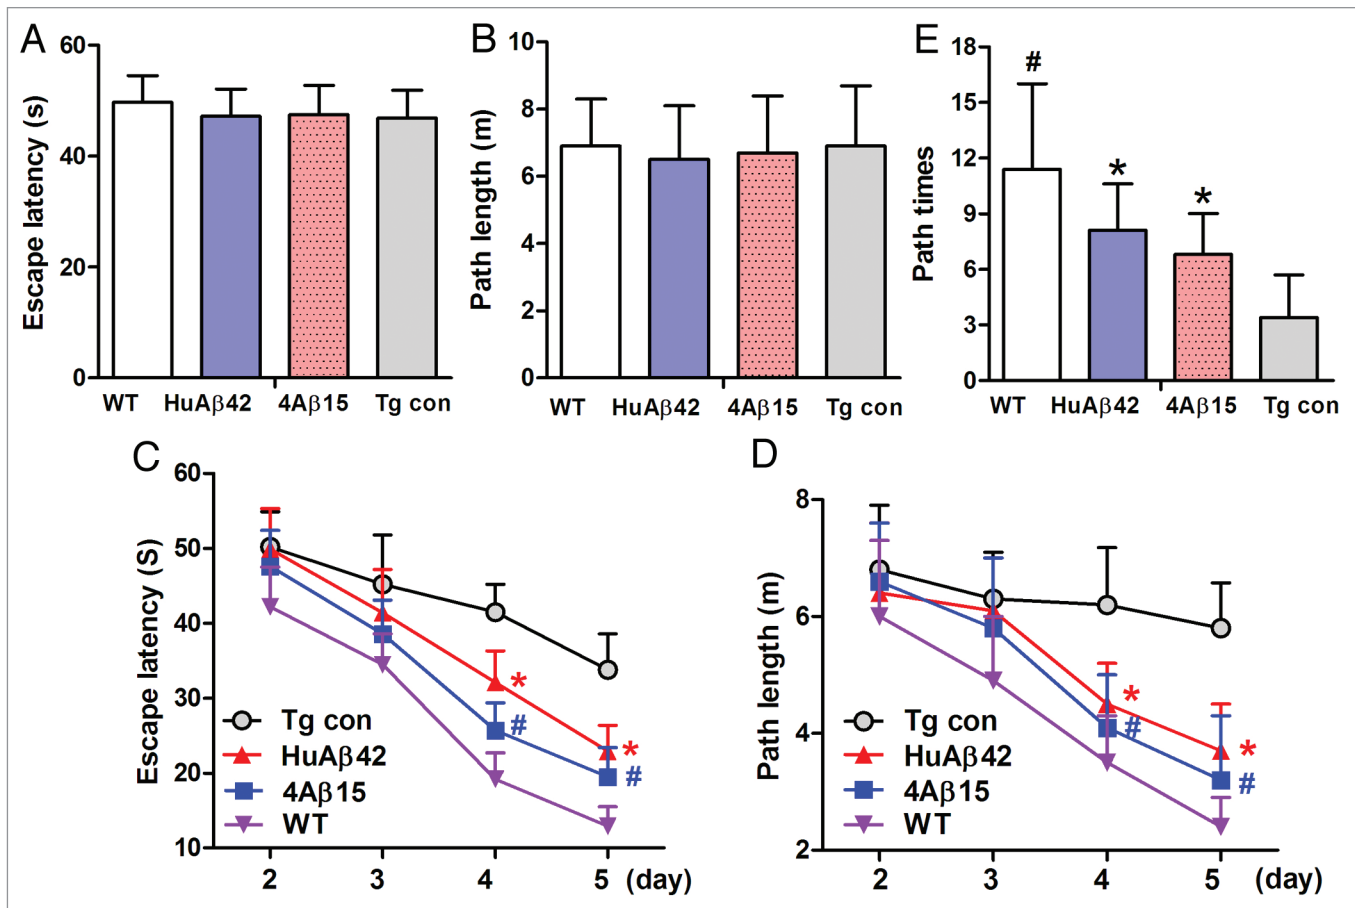 A
Escape latency (s)
60
40
20
0
WT HuAβ42 4Aβ15 Tg con
B
Path length (m)
10
8
6
4
2
0
WT HuAβ42 4Aβ15 Tg con
E
Path times
18
15
12
9
6
3
0
#
*
*
WT HuAβ42 4Aβ15 Tg con
C
Escape latency (S)
60
50
40
30
20
10
*
#
*
#
Tg con
HuAβ42
4Aβ15
WT
2 3 4 5 (day)
D
Path length (m)
8
6
4
2
*
#
*
#
Tg con
HuAβ42
4Aβ15
WT
2 3 4 5 (day)